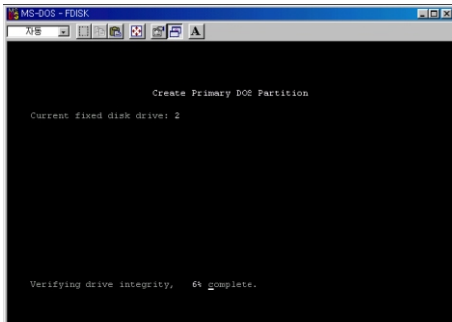 MS-DOS - FDISK
자동
A
Create Primary DOS Partition
Current fixed disk drive: 2
Verifying drive integrity, 6% complete.